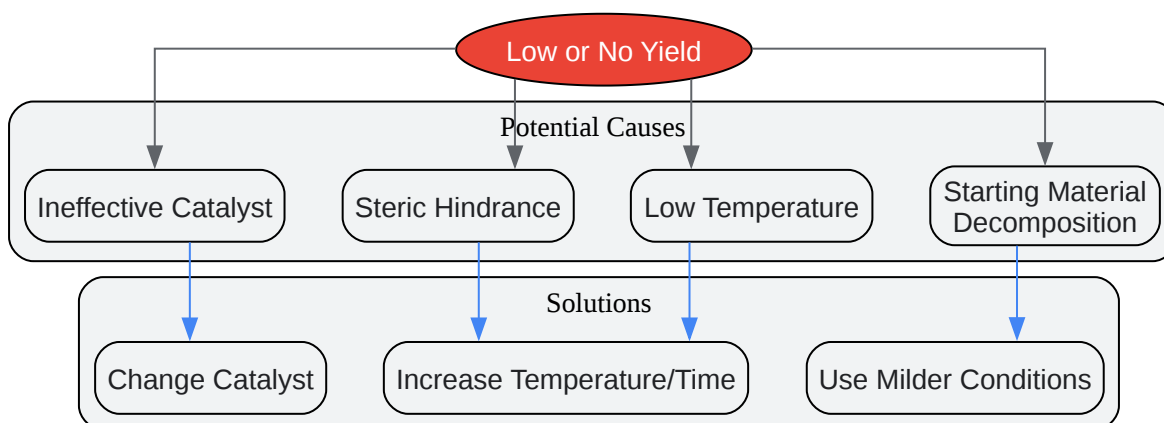 Low or No Yield
Potential Causes
Ineffective Catalyst
Steric Hindrance
Low Temperature
Starting Material
Decomposition
Solutions
Change Catalyst
Increase Temperature/Time
Use Milder Conditions